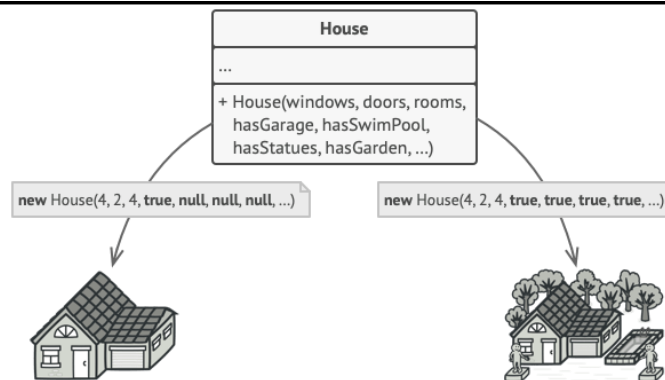 House
...
+ House(windows, doors, rooms,
hasGarage, hasSwimPool,
hasStatues, hasGarden, ...)
new House(4, 2, 4, true, null, null, null, ...)
new House(4, 2, 4, true, true, true, true, ...)